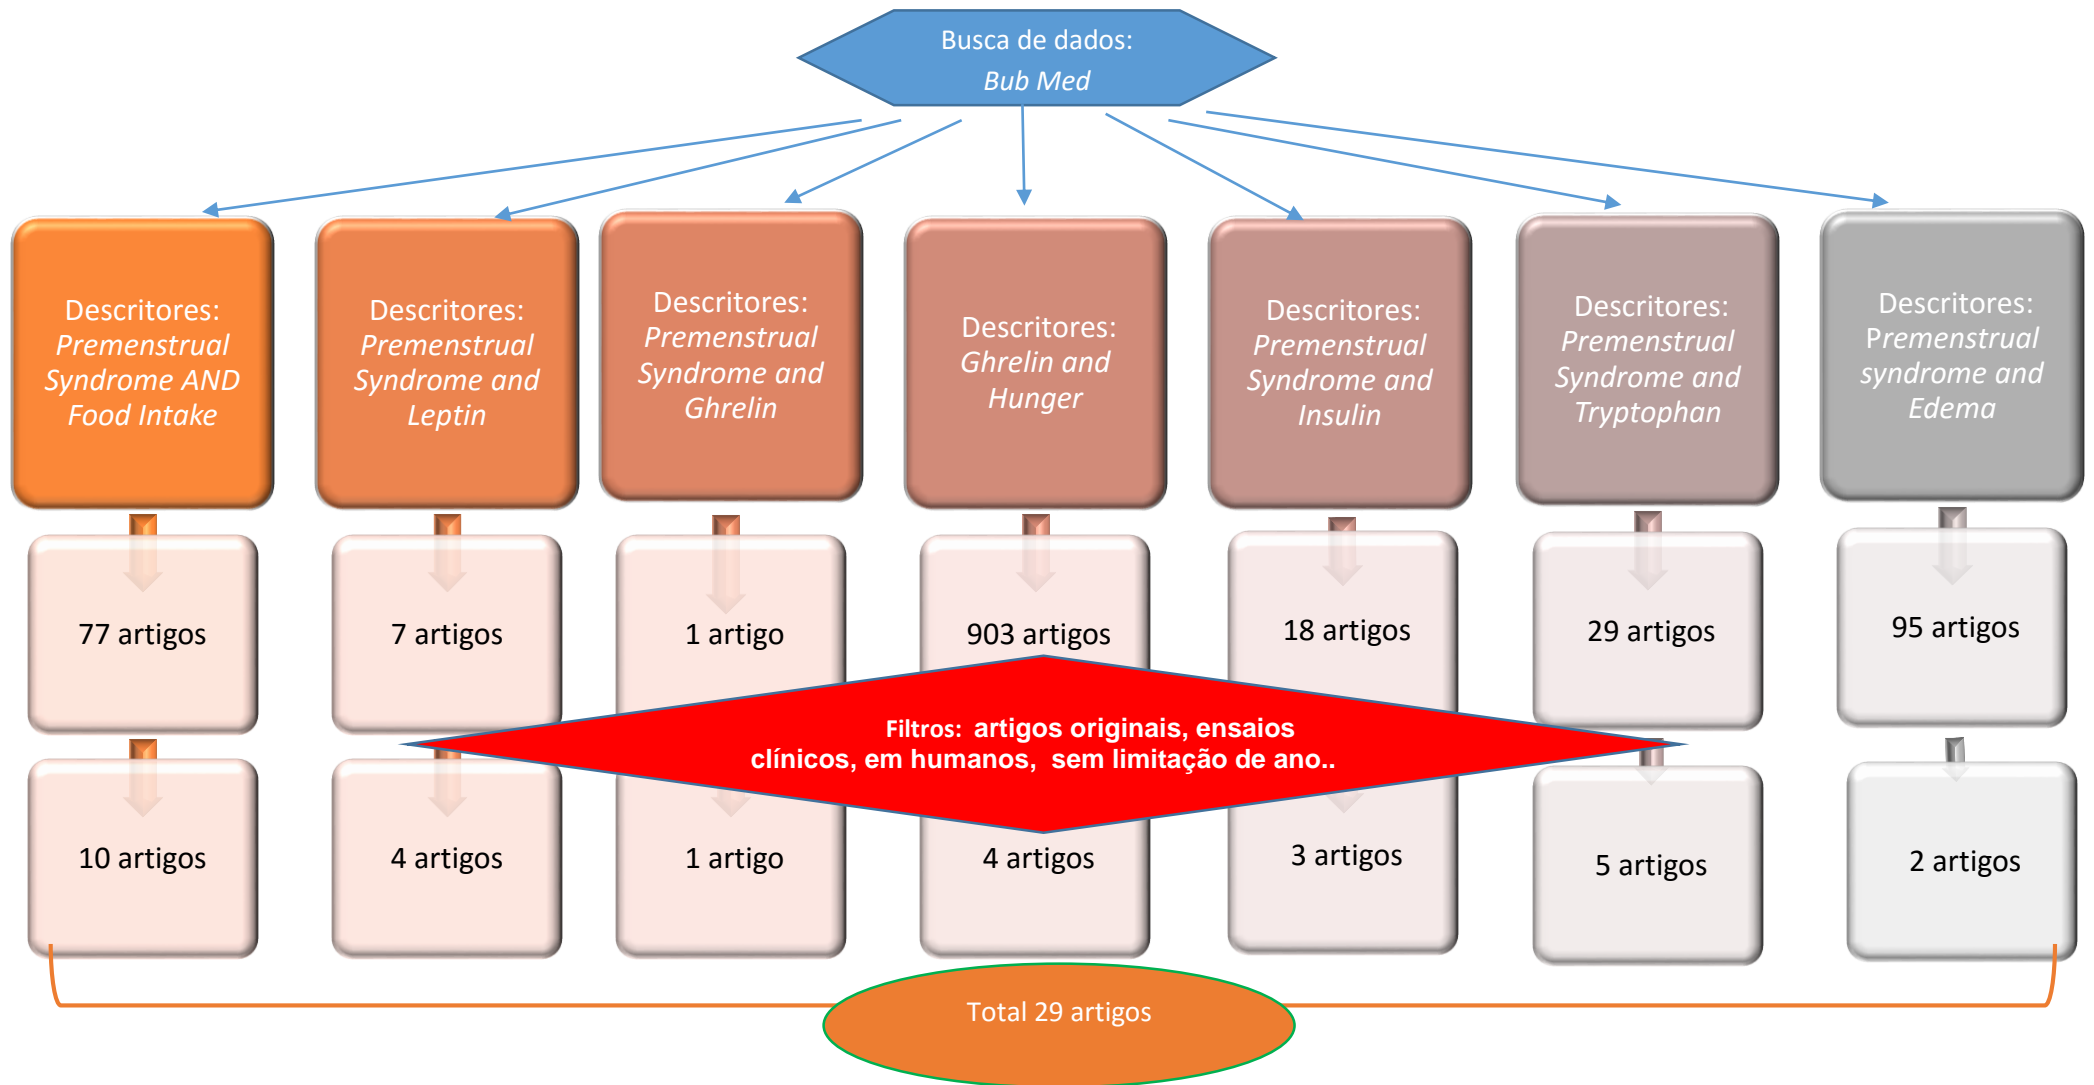 Busca de dados:
Bub Med
Descritores:
Premenstrual
Syndrome AND
Food Intake
Descritores:
Premenstrual
Syndrome and
Leptin
Descritores:
Premenstrual
Syndrome and
Ghrelin
Descritores:
Ghrelin and
Hunger
Descritores:
Premenstrual
Syndrome and
Insulin
Descritores:
Premenstrual
Syndrome and
Tryptophan
Descritores:
Premenstrual
syndrome and
Edema
77 artigos
7 artigos
1 artigo
903 artigos
18 artigos
29 artigos
95 artigos
Filtros: artigos originais, ensaios
clínicos, em humanos, sem limitação de ano..
10 artigos
4 artigos
1 artigo
4 artigos
3 artigos
5 artigos
2 artigos
Total 29 artigos